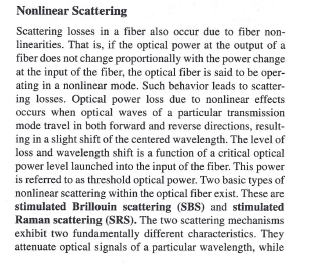 Nonlinear Scattering
Scattering losses in a fiber also occur due to fiber non-
linearities. That is, if the optical power at the output of a
fiber does not change proportionally with the power change
at the input of the fiber, the optical fiber is said to be oper-
ating in a nonlinear mode. Such behavior leads to scatter-
ing losses. Optical power loss due to nonlinear effects
occurs when optical waves of a particular transmission
mode travel in both forward and reverse directions, result-
ing in a slight shift of the centered wavelength. The level of
loss and wavelength shift is a function of a critical optical
power level launched into the input of the fiber. This power
is referred to as threshold optical power. Two basic types of
nonlinear scattering within the optical fiber exist. These are
stimulated Brillouin scattering (SBS) and stimulated
Raman scattering (SRS). The two scattering mechanisms
exhibit two fundamentally different characteristics. They
attenuate optical signals of a particular wavelength, while